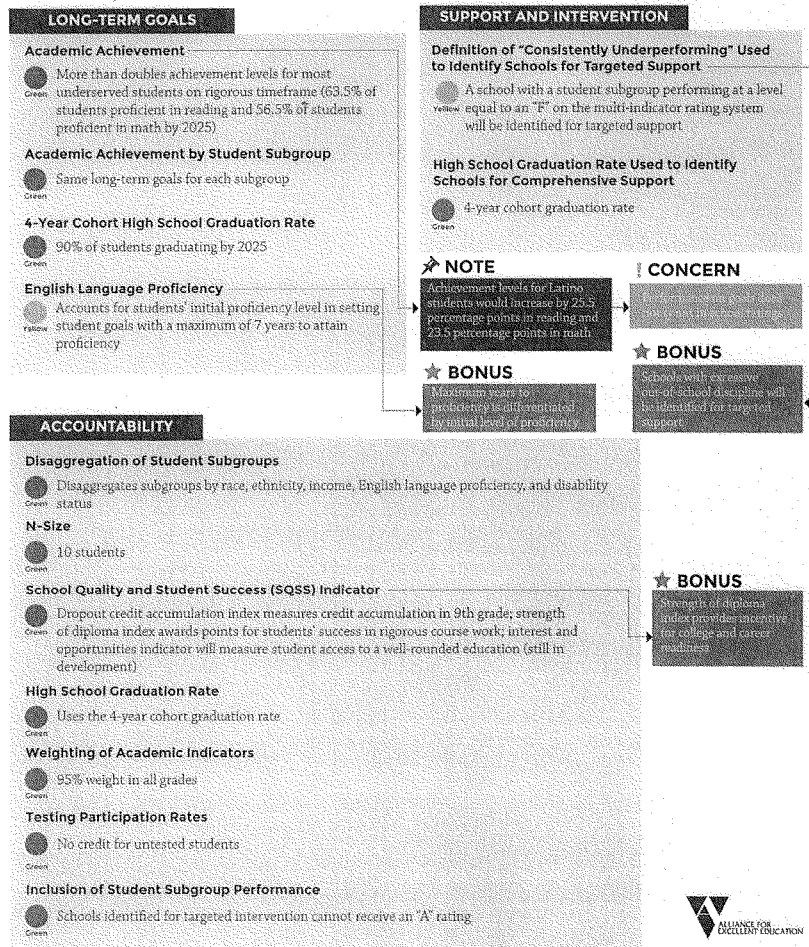 LONG-TERM GOALS
Academic Achievement
Green
More than doubles achievement levels for most
underserved students on rigorous timeframe (63.5% of
students proficient in reading and 56.5% of students
proficient in math by 2025)
Academic Achievement by Student Subgroup
Green
Same long-term goals for each subgroup
4-Year Cohort High School Graduation Rate
Green
90% of students graduating by 2025
English Language Proficiency
Yellow
Accounts for students' initial proficiency level in setting
student goals with a maximum of 7 years to attain
proficiency
SUPPORT AND INTERVENTION
Definition of "Consistently Underperforming" Used
to Identify Schools for Targeted Support
Yellow
A school with a student subgroup performing at a level
equal to an "F" on the multi-indicator rating system
will be identified for targeted support
High School Graduation Rate Used to Identify
Schools for Comprehensive Support
Green
4-year cohort graduation rate
NOTE
Achievement levels for Latino
students would increase by 25.5
percentage points in reading and
23.5 percentage points in math
! CONCERN
BONUS
Maximum years to
proficiency is differentiated
by initial level of proficiency
BONUS
Schools with excessive
out-of-school discipline will
be identified for targeted
support
ACCOUNTABILITY
Disaggregation of Student Subgroups
Green
Disaggregates subgroups by race, ethnicity, income, English language proficiency, and disability
status
N-Size
Green
10 students
School Quality and Student Success (SQSS) Indicator
Green
Dropout credit accumulation index measures credit accumulation in 9th grade; strength
of diploma index awards points for students' success in rigorous course work; interest and
opportunities indicator will measure student access to a well-rounded education (still in
development)
BONUS
Strength of diploma
index provides incentive
for college and career
readiness
High School Graduation Rate
Green
Uses the 4-year cohort graduation rate
Weighting of Academic Indicators
Green
95% weight in all grades
Testing Participation Rates
Green
No credit for untested students
Inclusion of Student Subgroup Performance
Green
Schools identified for targeted intervention cannot receive an "A" rating
ALLIANCE FOR
EXCELLENT EDUCATION